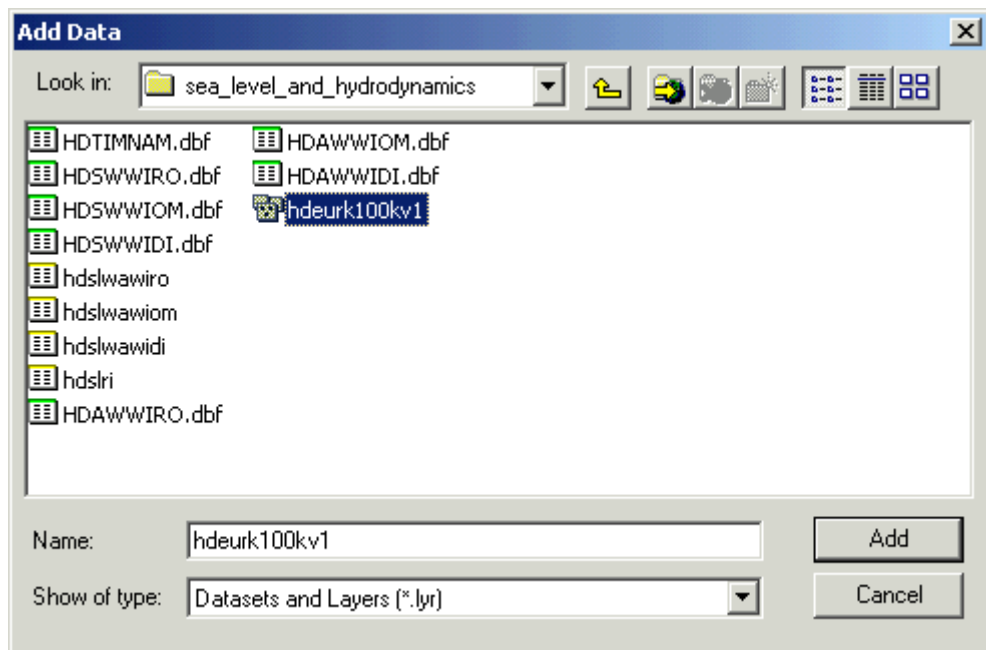 Add Data
Look in: sea_level_and_hydrodynamics
HDTIMNAM.dbf
HDSWWIRO.dbf
HDSWWIOM.dbf
HDSWWIDI.dbf
hdslwawiro
hdslwawiom
hdslwawidi
hdslri
HDAWWIRO.dbf
HDAWWIOM.dbf
HDAWWIDI.dbf
hdeurk100kv1
Name: hdeurk100kv1
Add
Show of type: Datasets and Layers (*.lyr)
Cancel